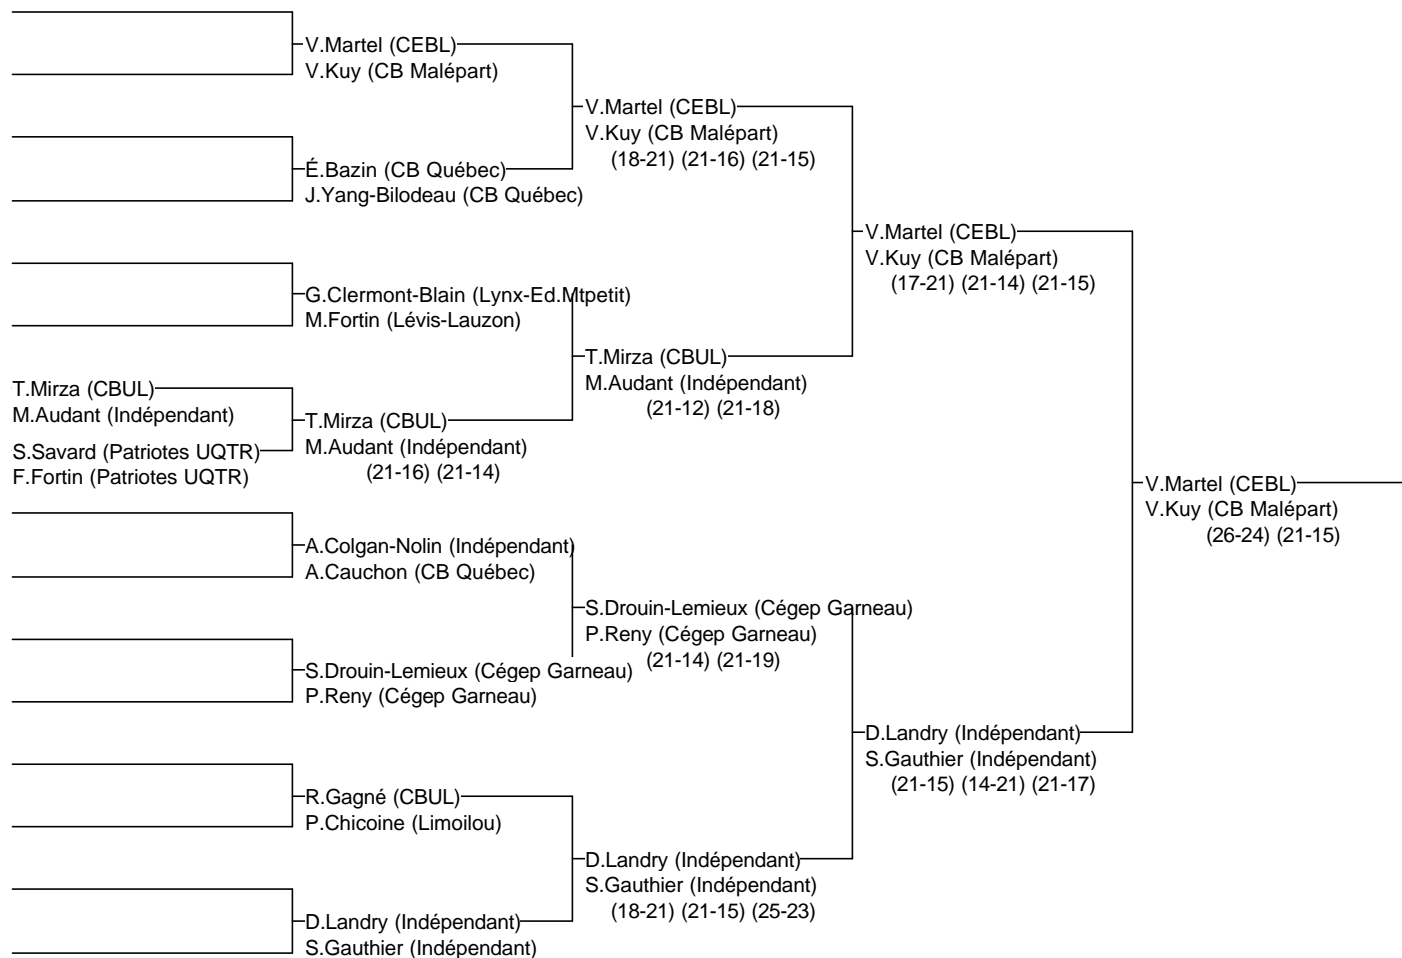 V.Martel (CEBL)
V.Kuy (CB Malépart)
É.Bazin (CB Québec)
J.Yang-Bilodeau (CB Québec)
G.Clermont-Blain (Lynx-Ed.Mtpetit)
M.Fortin (Lévis-Lauzon)
T.Mirza (CBUL)
M.Audant (Indépendant)
S.Savard (Patriotes UQTR)
F.Fortin (Patriotes UQTR)
T.Mirza (CBUL)
M.Audant (Indépendant)
(21-16) (21-14)
A.Colgan-Nolin (Indépendant)
A.Cauchon (CB Québec)
S.Drouin-Lemieux (Cégep Garneau)
P.Reny (Cégep Garneau)
R.Gagné (CBUL)
P.Chicoine (Limoilou)
D.Landry (Indépendant)
S.Gauthier (Indépendant)
V.Martel (CEBL)
V.Kuy (CB Malépart)
(18-21) (21-16) (21-15)
T.Mirza (CBUL)
M.Audant (Indépendant)
(21-12) (21-18)
S.Drouin-Lemieux (Cégep Garneau)
P.Reny (Cégep Garneau)
(21-14) (21-19)
D.Landry (Indépendant)
S.Gauthier (Indépendant)
(18-21) (21-15) (25-23)
V.Martel (CEBL)
V.Kuy (CB Malépart)
(17-21) (21-14) (21-15)
D.Landry (Indépendant)
S.Gauthier (Indépendant)
(21-15) (14-21) (21-17)
V.Martel (CEBL)
V.Kuy (CB Malépart)
(26-24) (21-15)